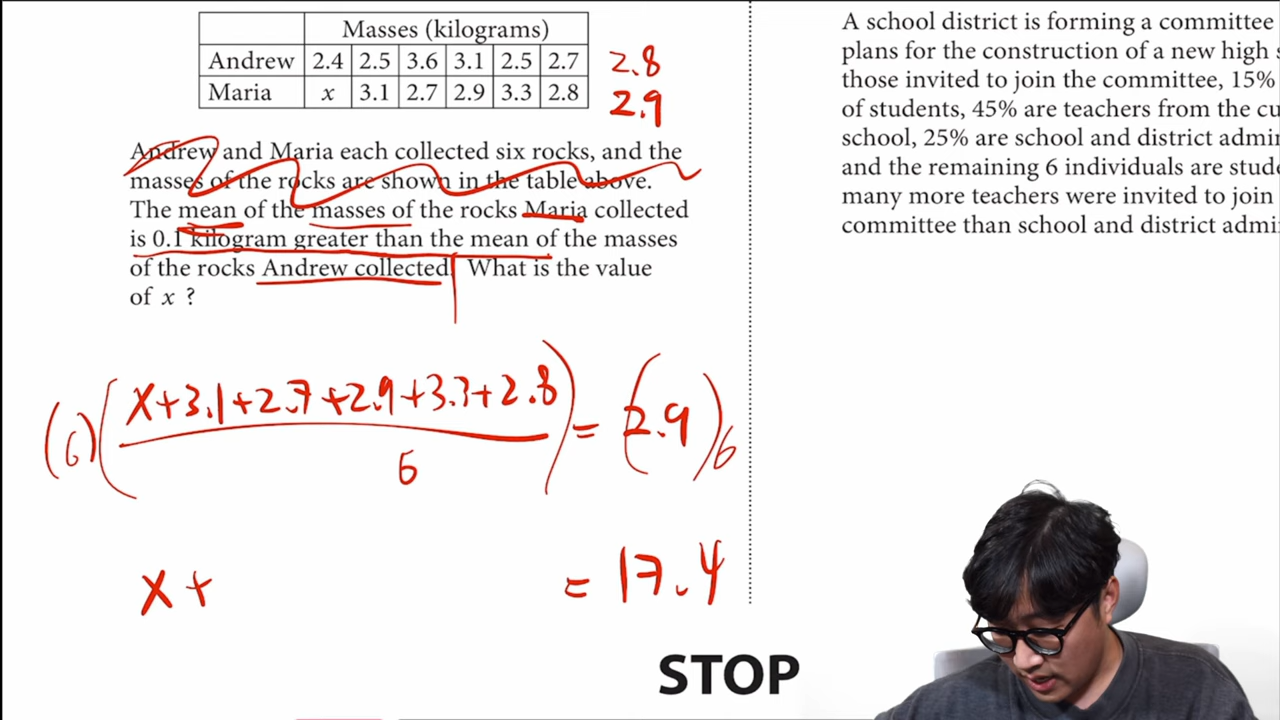 Masses (kilograms)
Andrew 2.4 2.5 3.6 3.1 2.5 2.7 2.8
Maria x 3.1 2.7 2.9 3.3 2.8 2.9
Andrew and Maria each collected six rocks, and the
masses of the rocks are shown in the table above.
The mean of the masses of the rocks Maria collected
is 0.1 kilogram greater than the mean of the masses
of the rocks Andrew collected. What is the value
of x ?
(6)(x+3.1+2.7+2.9+3.3+2.8) = (2.9)6
6
x+ = 17.4
STOP
A school district is forming a committee
plans for the construction of a new high
those invited to join the committee, 15%
of students, 45% are teachers from the
school, 25% are school and district
and the remaining 6 individuals are
many more teachers were invited to join
committee than school and district